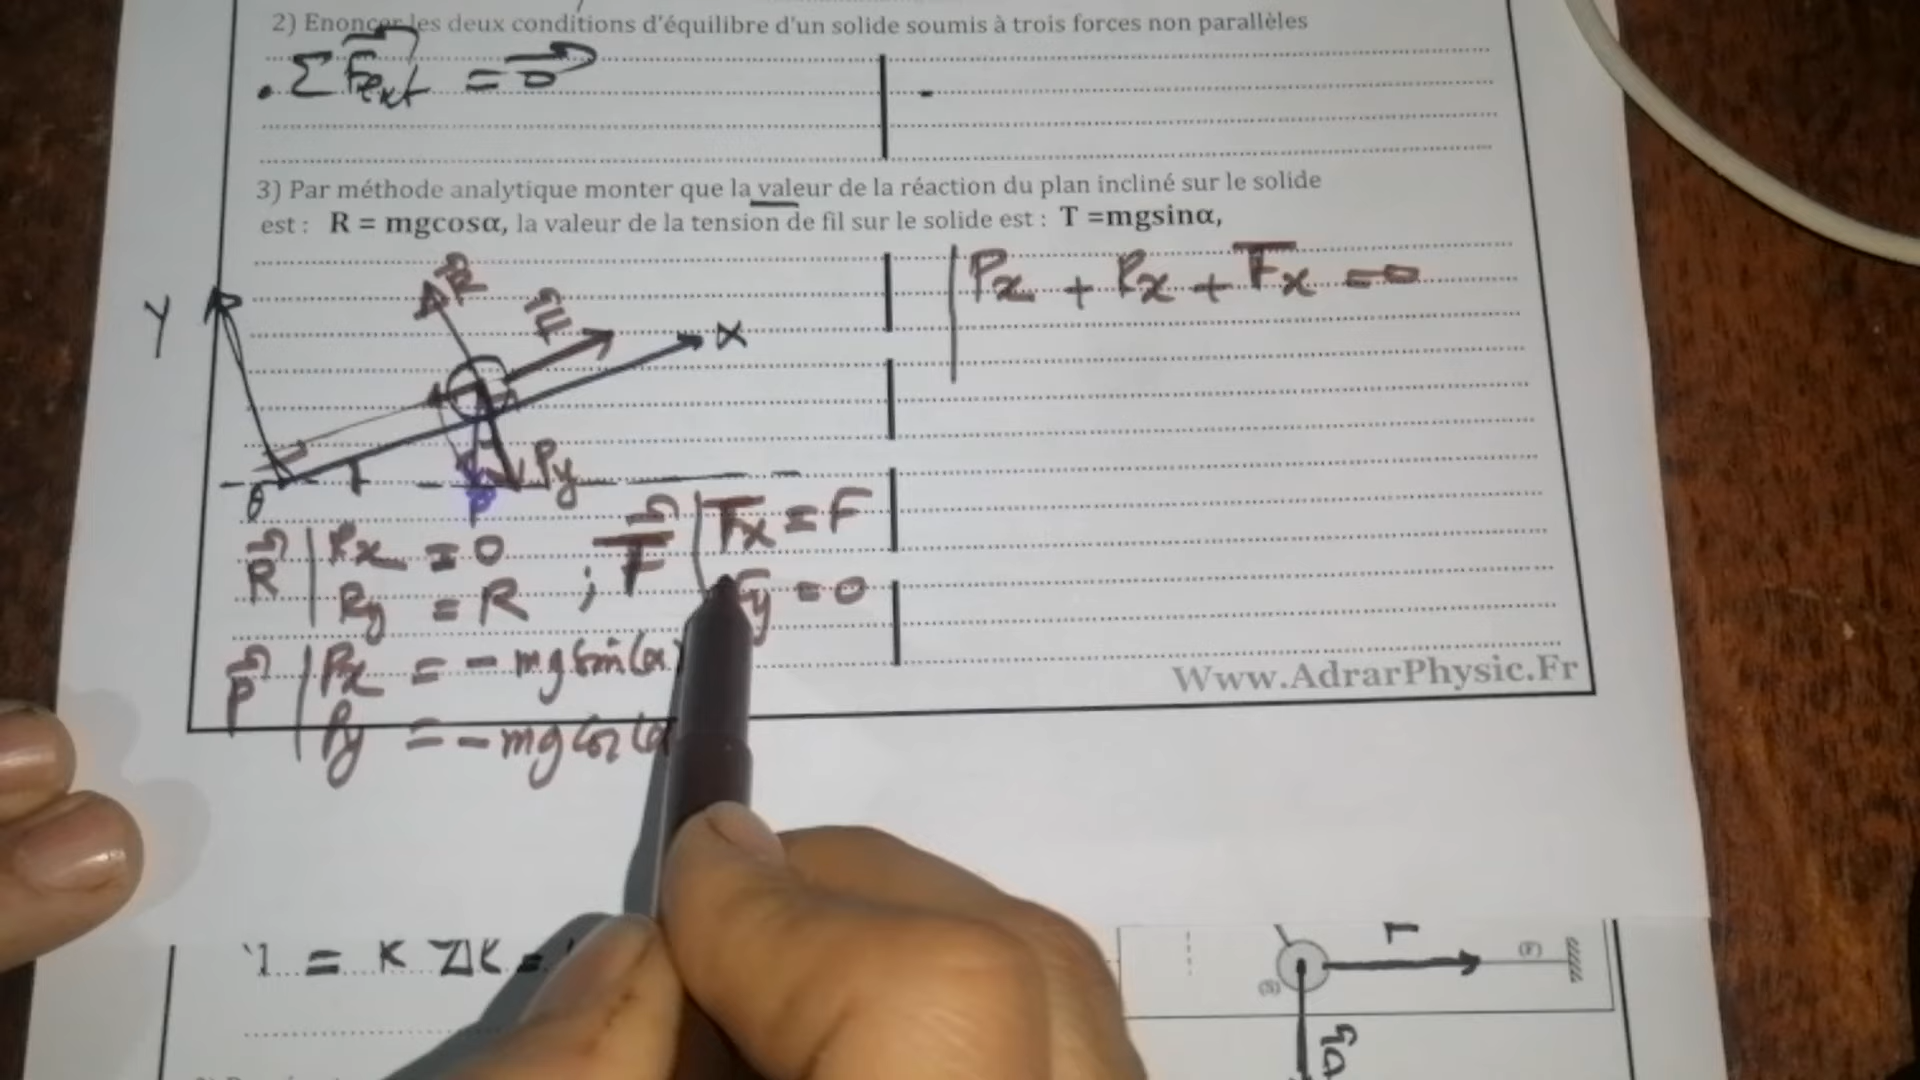 2) Enoncer les deux conditions d'équilibre d'un solide soumis à trois forces non parallèles
. Σ Fext = 0
3) Par méthode analytique monter que la valeur de la réaction du plan incliné sur le solide
est : R = mgcosα, la valeur de la tension de fil sur le solide est : T =mgsinα,
Px + Rx + Fx = 0
R
F
Y
x
Py
P
R | Rx = 0 ; F | Fx = F
Ry = R Fy = 0
P | Px = - mg sin(α)
Py = - mg cos(α
Www.AdrarPhysic.Fr
= K
(F)
(S)
P